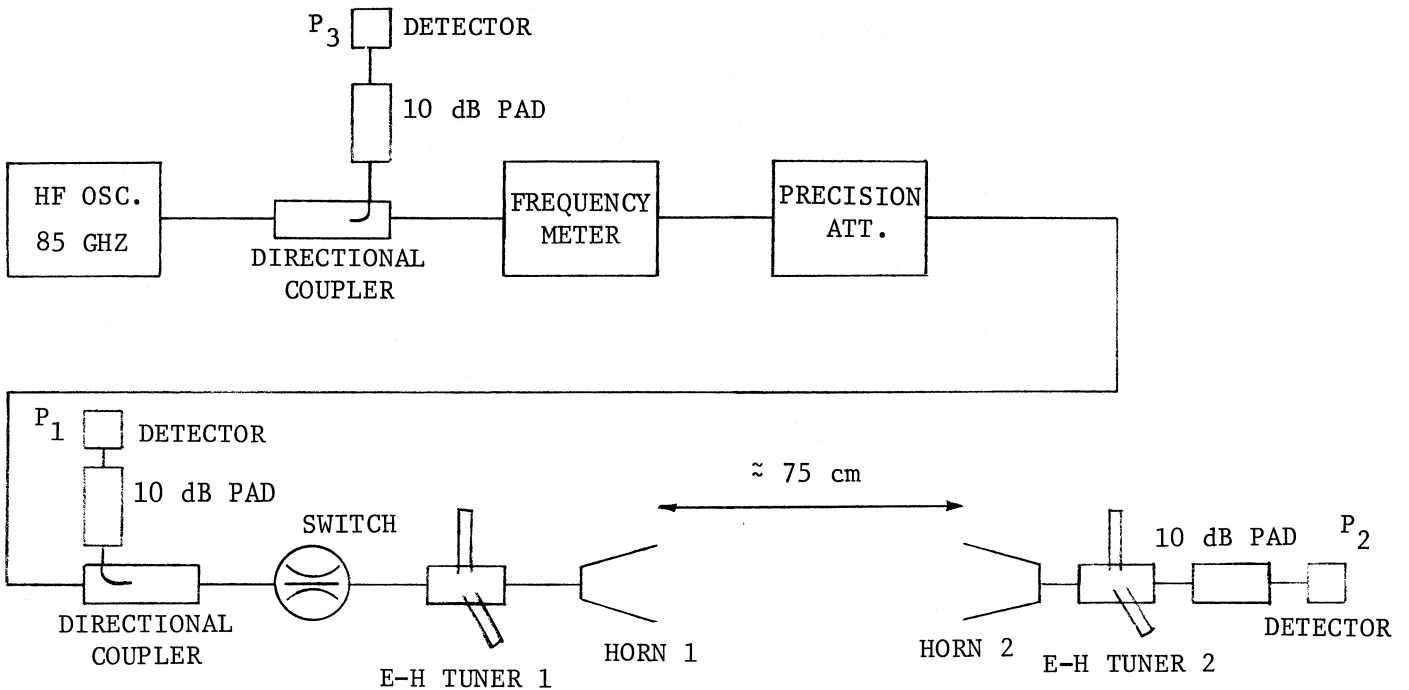 P3 DETECTOR
10 dB PAD
HF OSC.
85 GHZ
DIRECTIONAL
COUPLER
FREQUENCY
METER
PRECISION
ATT.
P1 DETECTOR
10 dB PAD
SWITCH
≈ 75 cm
10 dB PAD
P2
DIRECTIONAL
COUPLER
E-H TUNER 1
HORN 1
HORN 2
E-H TUNER 2
DETECTOR